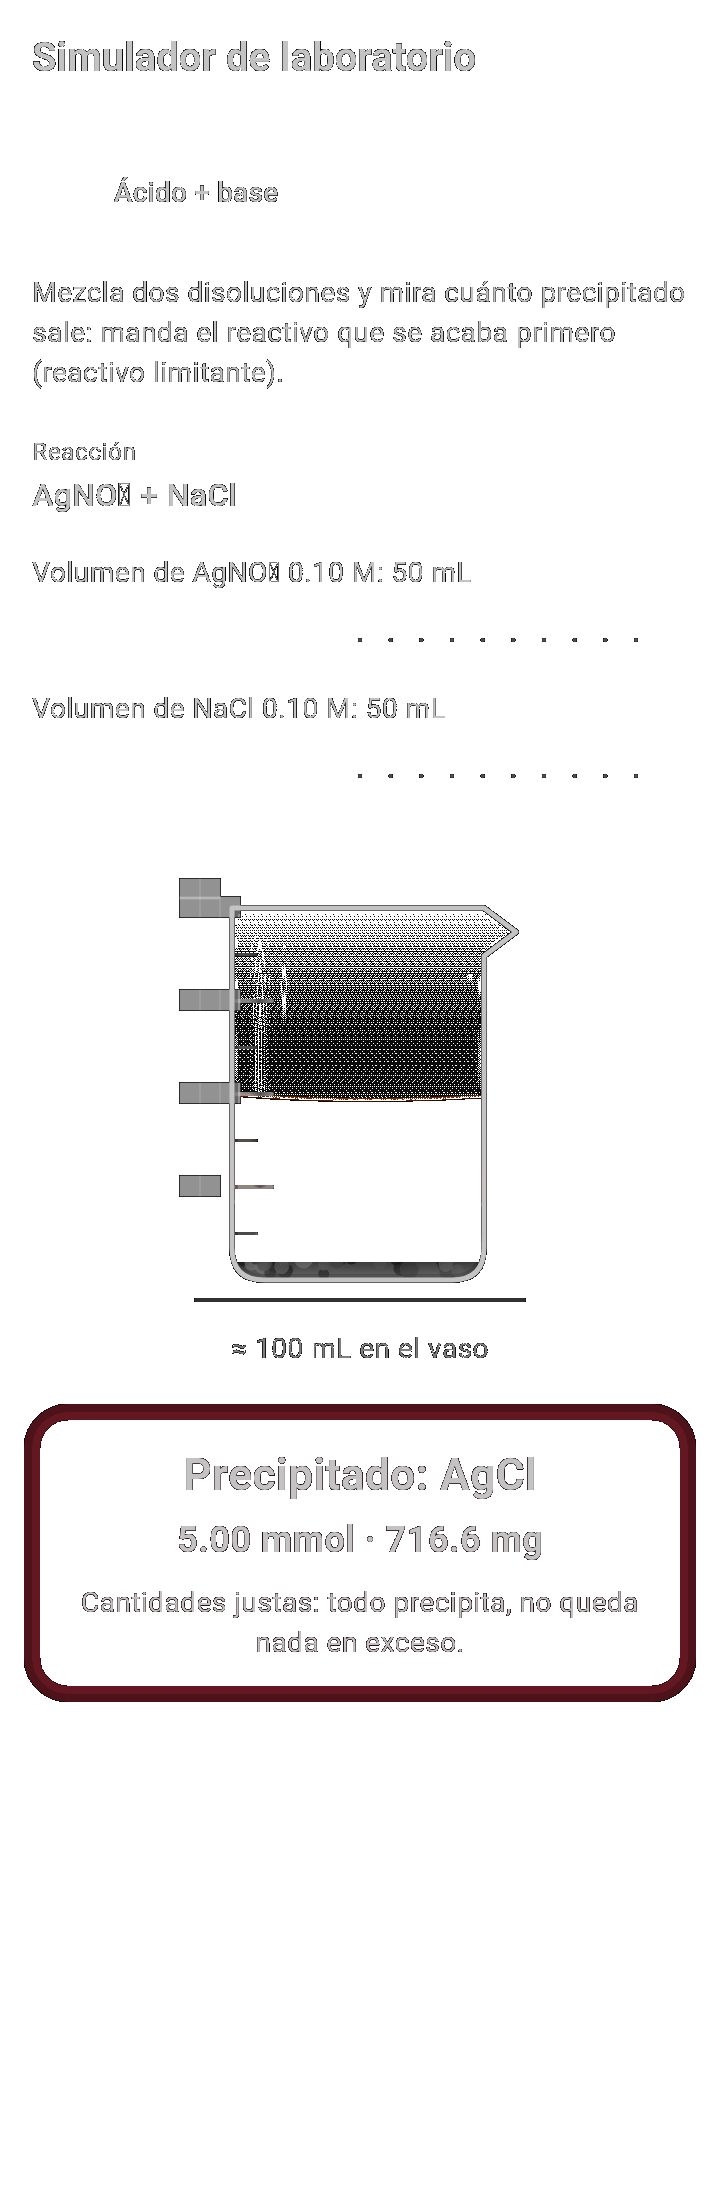 Simulador de laboratorio
Ácido + base
Mezcla dos disoluciones y mira cuánto precipitado
sale: manda el reactivo que se acaba primero
(reactivo limitante).
Reacción
AgNO + NaCl
Volumen de AgNO 0.10 M: 50 mL
Volumen de NaCl 0.10 M: 50 mL
≈ 100 mL en el vaso
Precipitado: AgCl
5.00 mmol · 716.6 mg
Cantidades justas: todo precipita, no queda
nada en exceso.